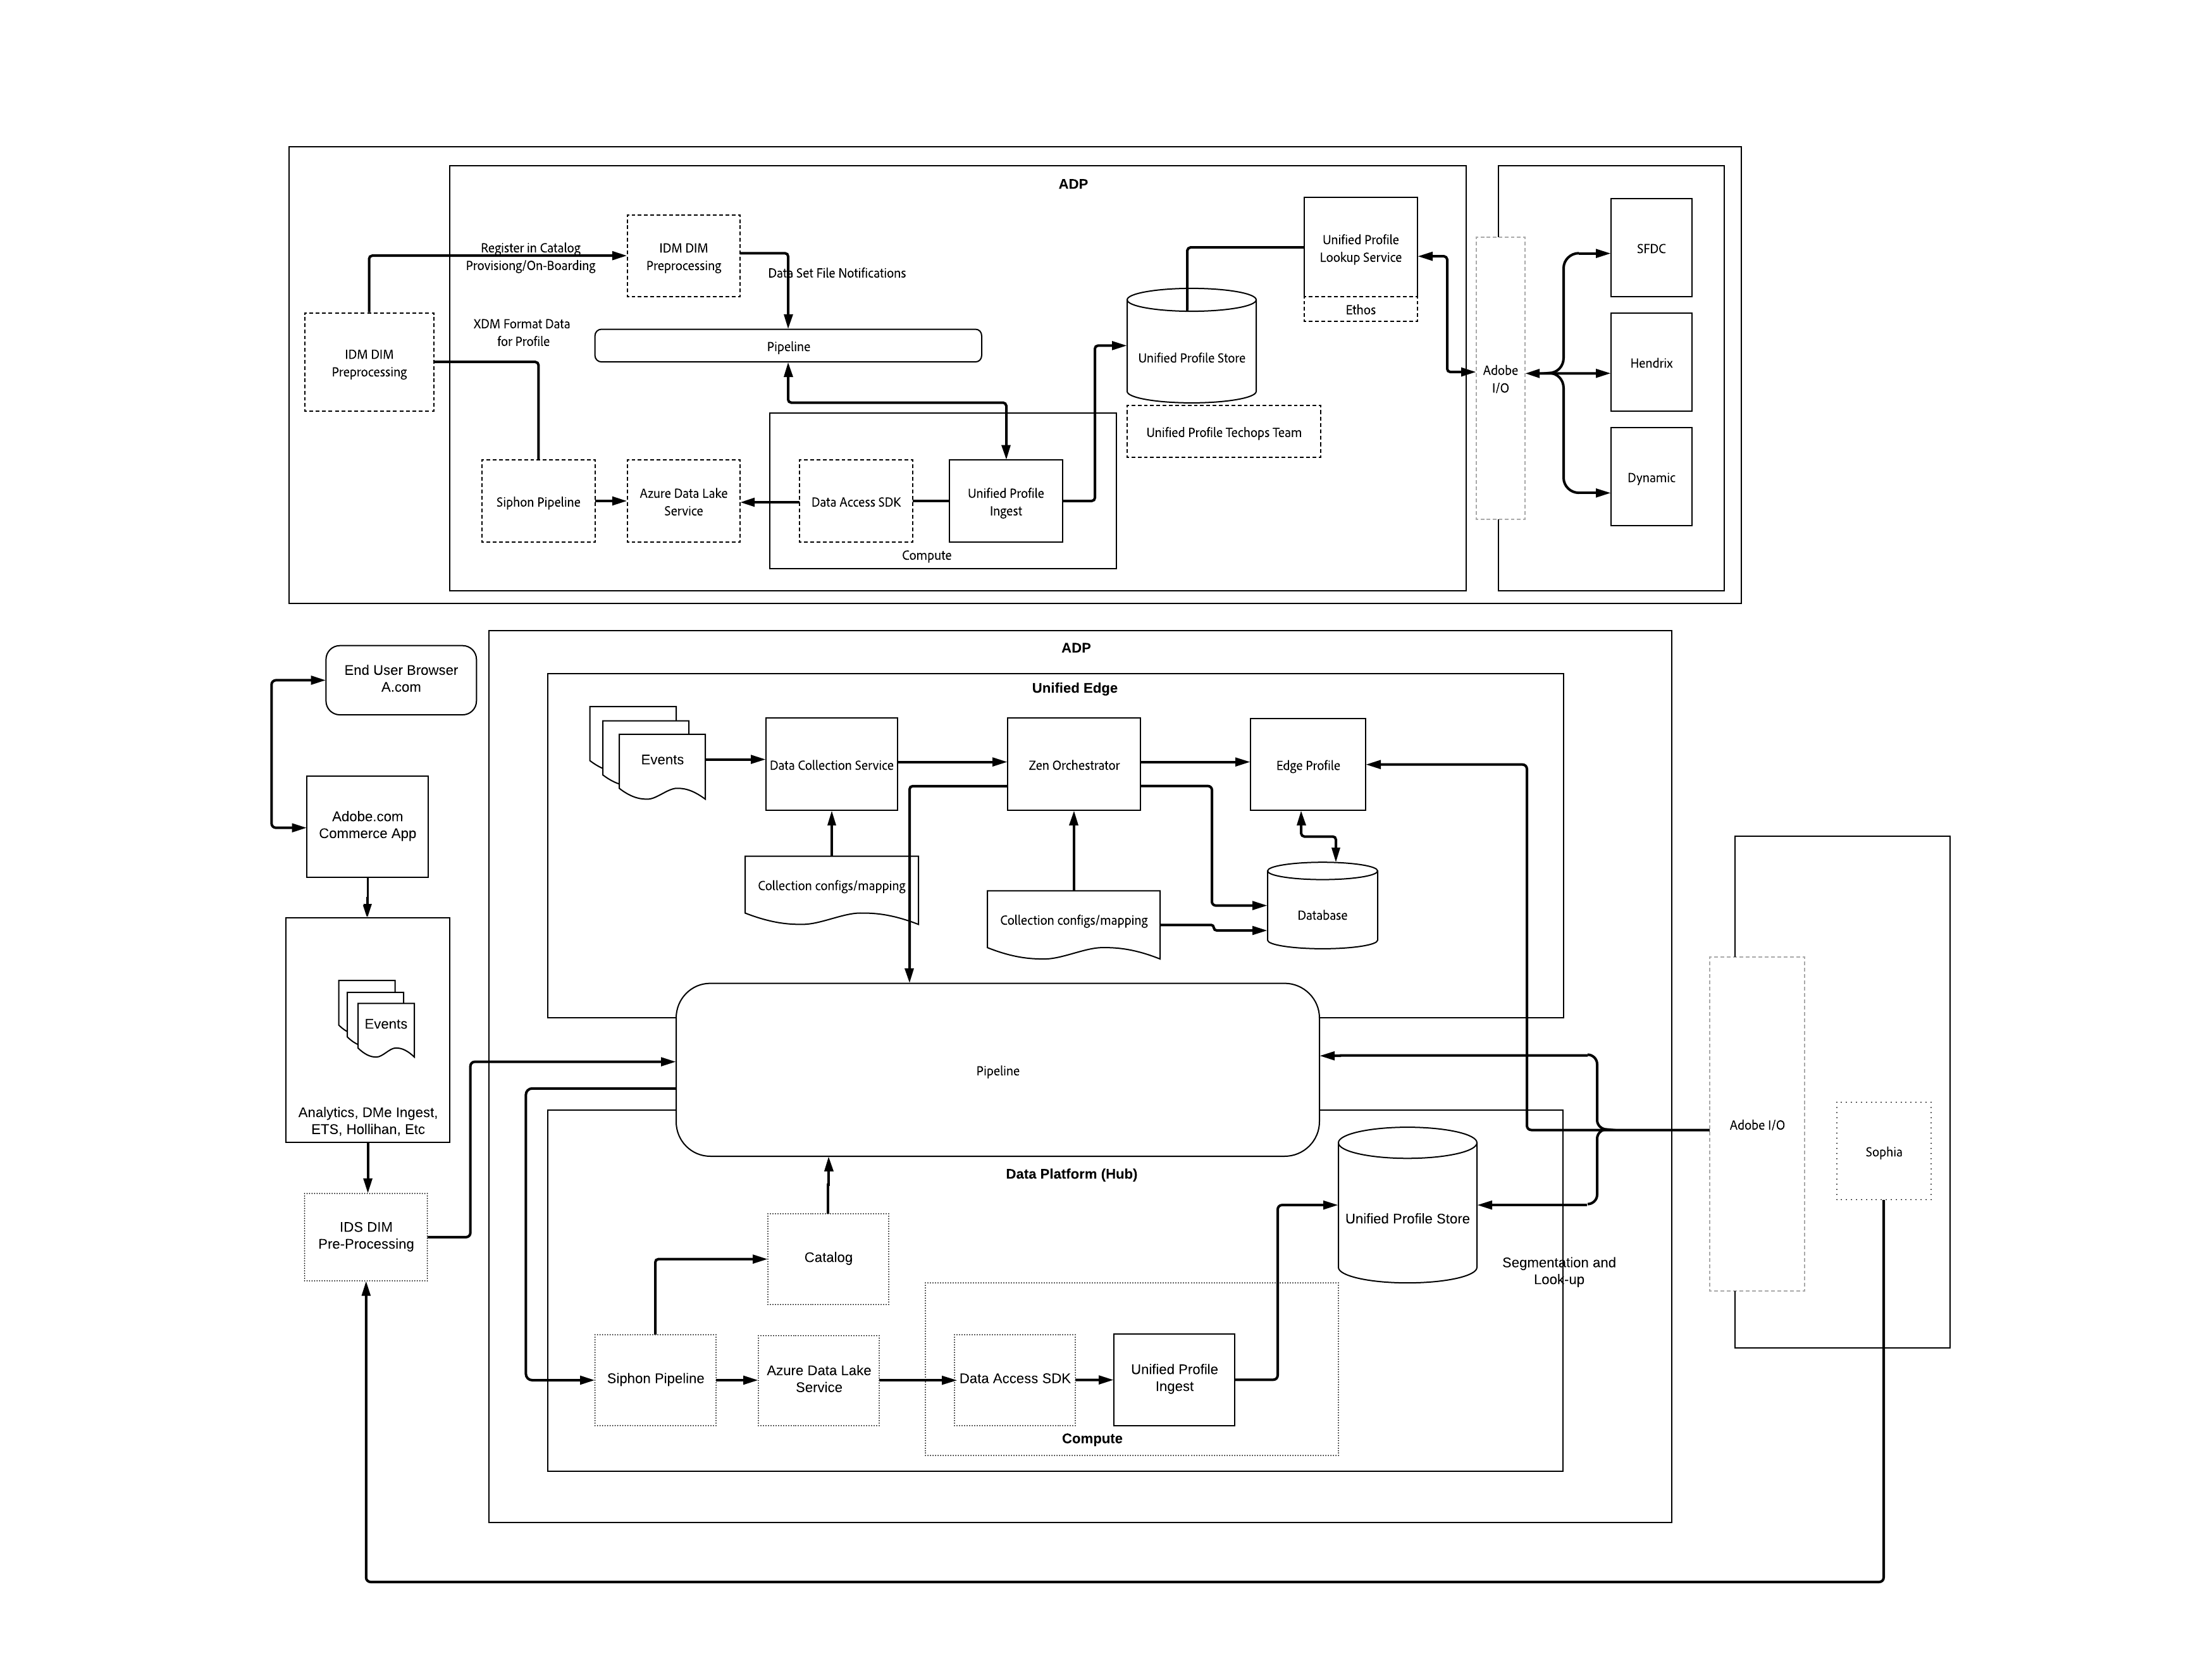 ADP
Register in Catalog
Provisiong/On-Boarding
IDM DIM
Preprocessing
Data Set File Notifications
Unified Profile
Lookup Service
Ethos
SFDC
XDM Format Data
for Profile
Pipeline
IDM DIM
Preprocessing
Unified Profile Store
Adobe
I/O
Hendrix
Unified Profile Techops Team
Siphon Pipeline
Azure Data Lake
Service
Data Access SDK
Unified Profile
Ingest
Compute
Dynamic
ADP
End User Browser
A.com
Unified Edge
Events
Data Collection Service
Zen Orchestrator
Edge Profile
Adobe.com
Commerce App
Collection configs/mapping
Collection configs/mapping
Database
Events
Analytics, DMe Ingest,
ETS, Hollihan, Etc
Pipeline
Adobe I/O
Sophia
Data Platform (Hub)
IDS DIM
Pre-Processing
Catalog
Unified Profile Store
Segmentation and
Look-up
Siphon Pipeline
Azure Data Lake
Service
Data Access SDK
Unified Profile
Ingest
Compute